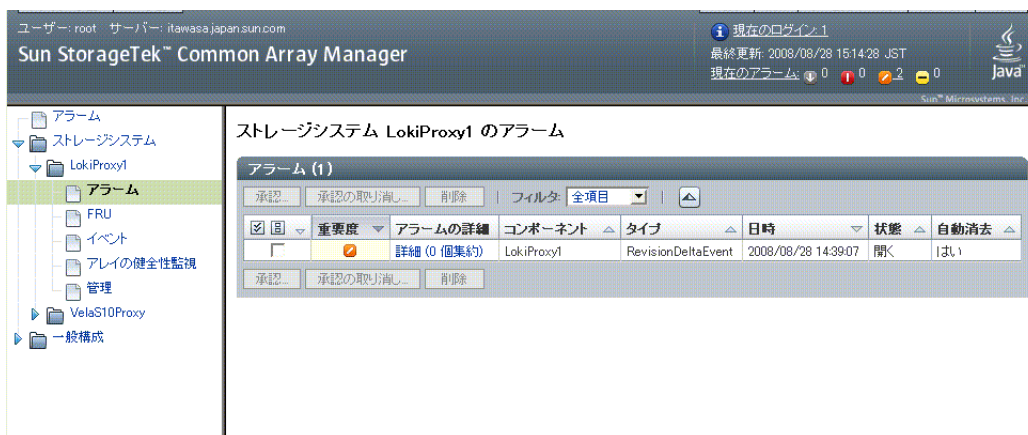 ユーザー: root サーバー: itawasa.japan.sun.com
Sun StorageTek™ Common Array Manager
現在のログイン: 1
最終更新: 2008/08/28 15:14:28 JST
現在のアラーム: 0 0 2 0
Java™
Sun™ Microsystems, Inc.
アラーム
ストレージシステム
LokiProxy1
アラーム
FRU
イベント
アレイの健全性監視
管理
VelaS10Proxy
一般構成
ストレージシステム LokiProxy1 のアラーム
アラーム (1)
承認... 承認の取り消し... 削除 フィルタ: 全項目
重要度 アラームの詳細 コンポーネント タイプ 日時 状態 自動消去
詳細 (0 個集約) LokiProxy1 RevisionDeltaEvent 2008/08/28 14:39:07 開く はい
承認... 承認の取り消し... 削除